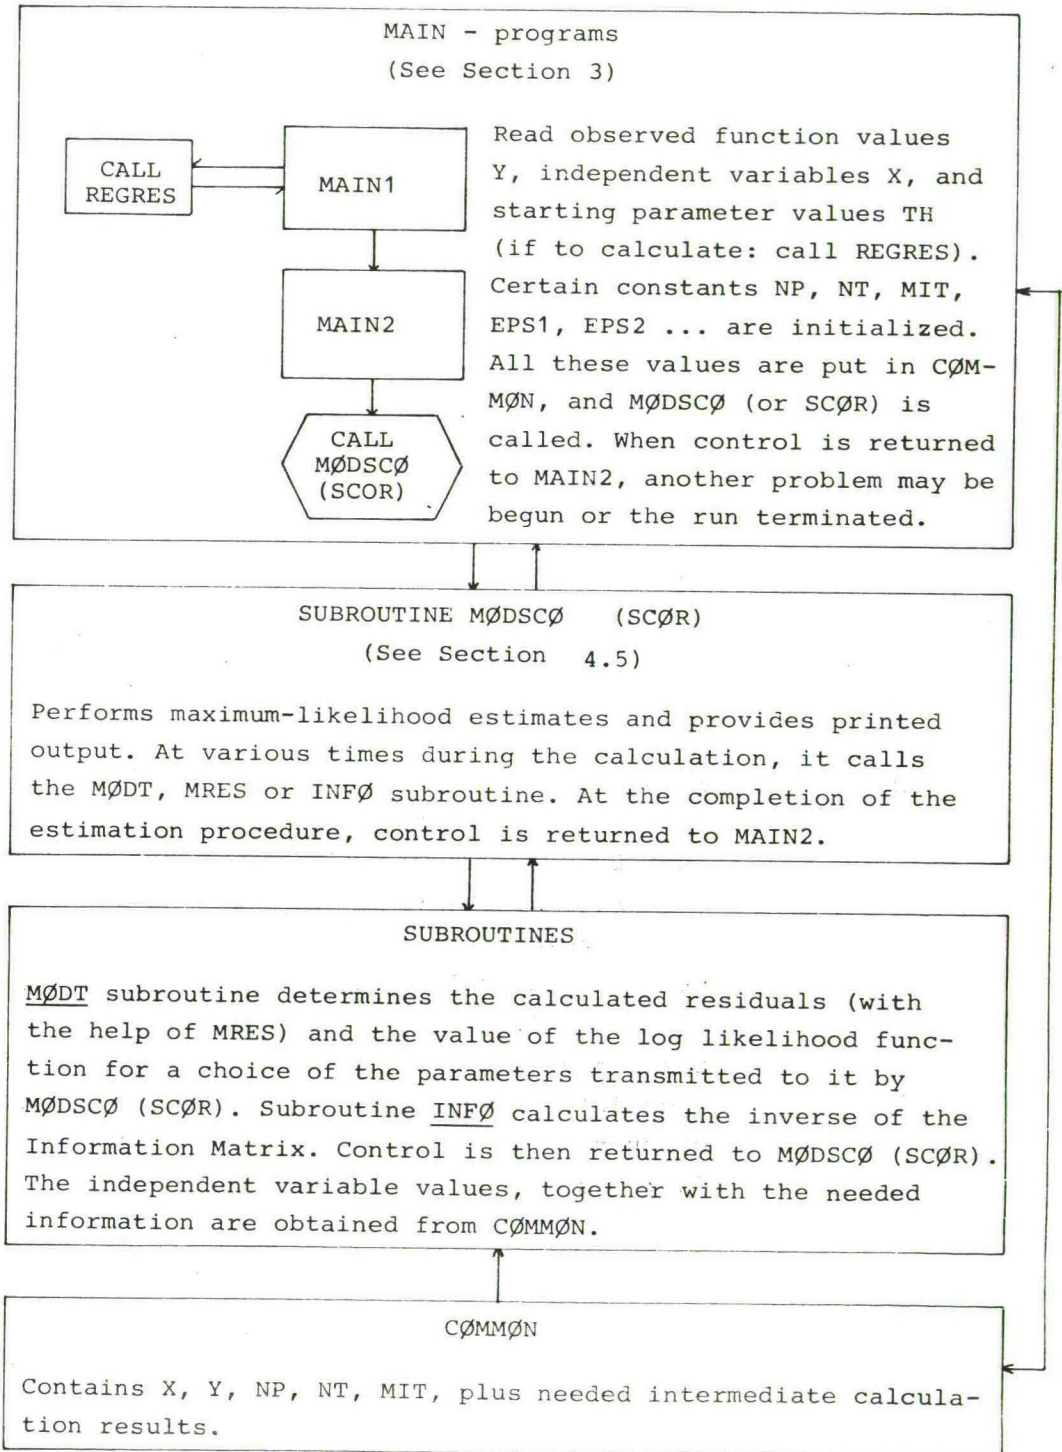 MAIN - programs
(See Section 3)
CALL
REGRES
MAIN1
MAIN2
CALL
MØDSCØ
(SCOR)
Read observed function values
Y, independent variables X, and
starting parameter values TH
(if to calculate: call REGRES).
Certain constants NP, NT, MIT,
EPS1, EPS2 ... are initialized.
All these values are put in CØM-
MØN, and MØDSCØ (or SCØR) is
called. When control is returned
to MAIN2, another problem may be
begun or the run terminated.
SUBROUTINE MØDSCØ (SCØR)
(See Section 4.5)
Performs maximum-likelihood estimates and provides printed
output. At various times during the calculation, it calls
the MØDT, MRES or INFØ subroutine. At the completion of the
estimation procedure, control is returned to MAIN2.
SUBROUTINES
MØDT subroutine determines the calculated residuals (with
the help of MRES) and the value of the log likelihood func-
tion for a choice of the parameters transmitted to it by
MØDSCØ (SCØR). Subroutine INFØ calculates the inverse of the
Information Matrix. Control is then returned to MØDSCØ (SCØR).
The independent variable values, together with the needed
information are obtained from CØMMØN.
CØMMØN
Contains X, Y, NP, NT, MIT, plus needed intermediate calcula-
tion results.